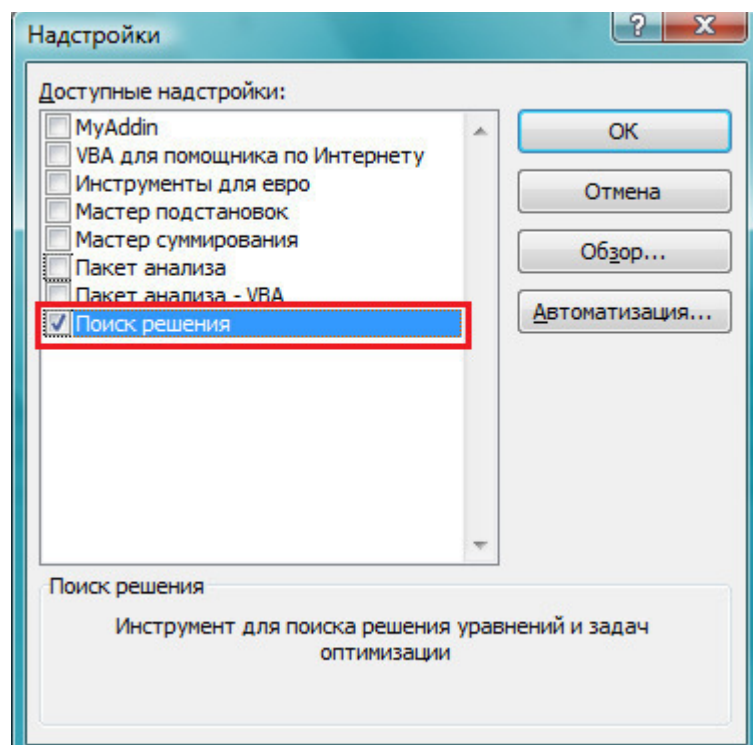 Надстройки
Доступные надстройки:
MyAddin
VBA для помощника по Интернету
Инструменты для евро
Мастер подстановок
Мастер суммирования
Пакет анализа
Пакет анализа - VBA
Поиск решения
ОК
Отмена
Обзор...
Автоматизация...
Поиск решения
Инструмент для поиска решения уравнений и задач
оптимизации